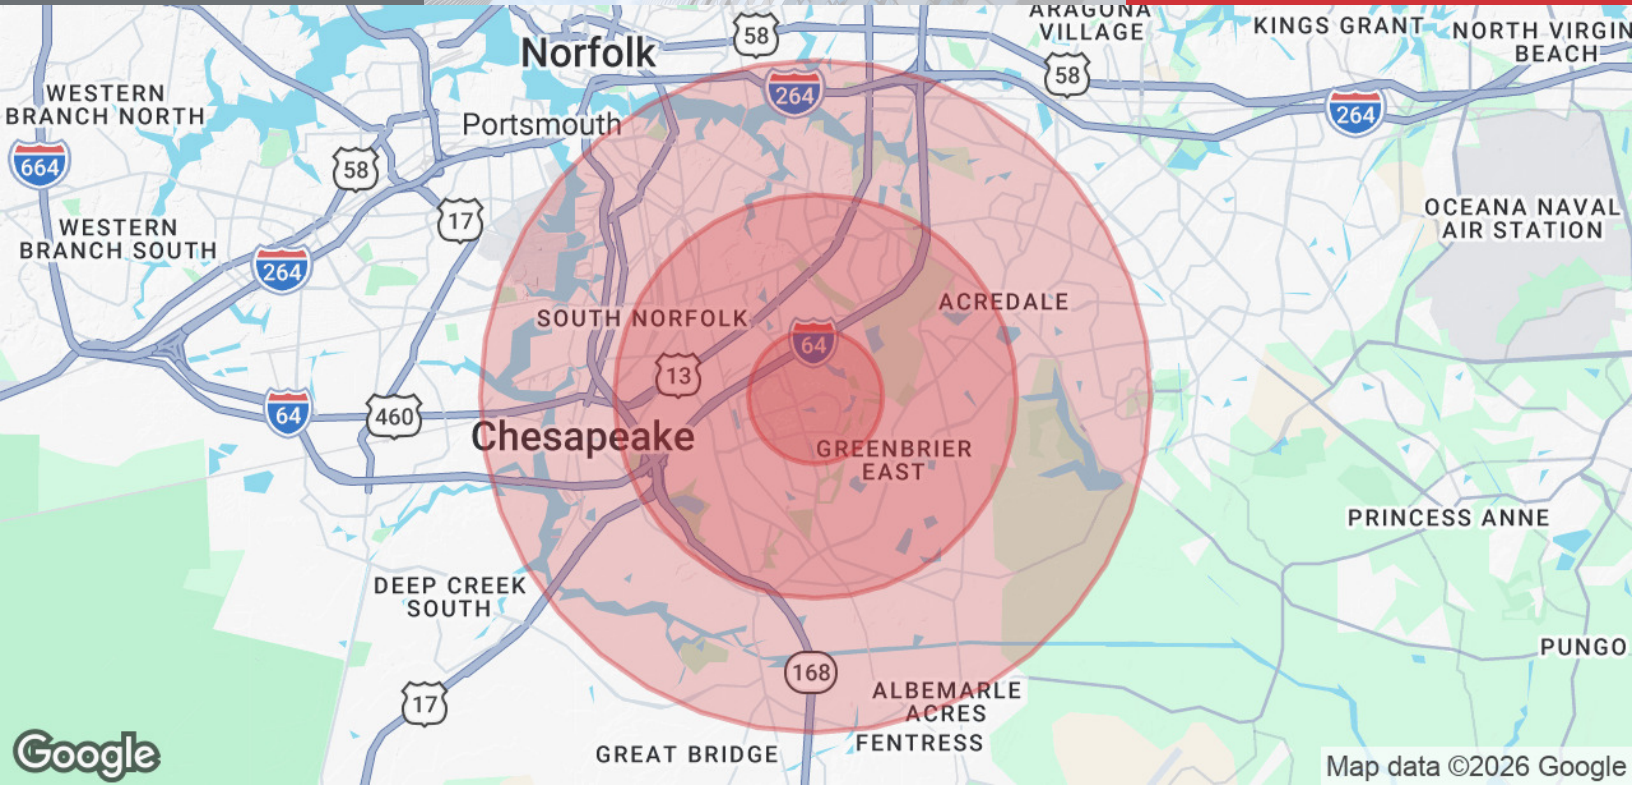 ARAGONA
VILLAGE
KINGS GRANT
NORTH VIRGIN
BEACH
Norfolk
58
58
264
264
WESTERN
BRANCH NORTH
Portsmouth
664
58
17
OCEANA NAVAL
AIR STATION
WESTERN
BRANCH SOUTH
264
ACREDALE
SOUTH NORFOLK
64
13
64
460
Chesapeake
GREENBRIER
EAST
PRINCESS ANNE
DEEP CREEK
SOUTH
PUNGO
168
17
ALBEMARLE
ACRES
FENTRESS
GREAT BRIDGE
Google
Map data ©2026 Google